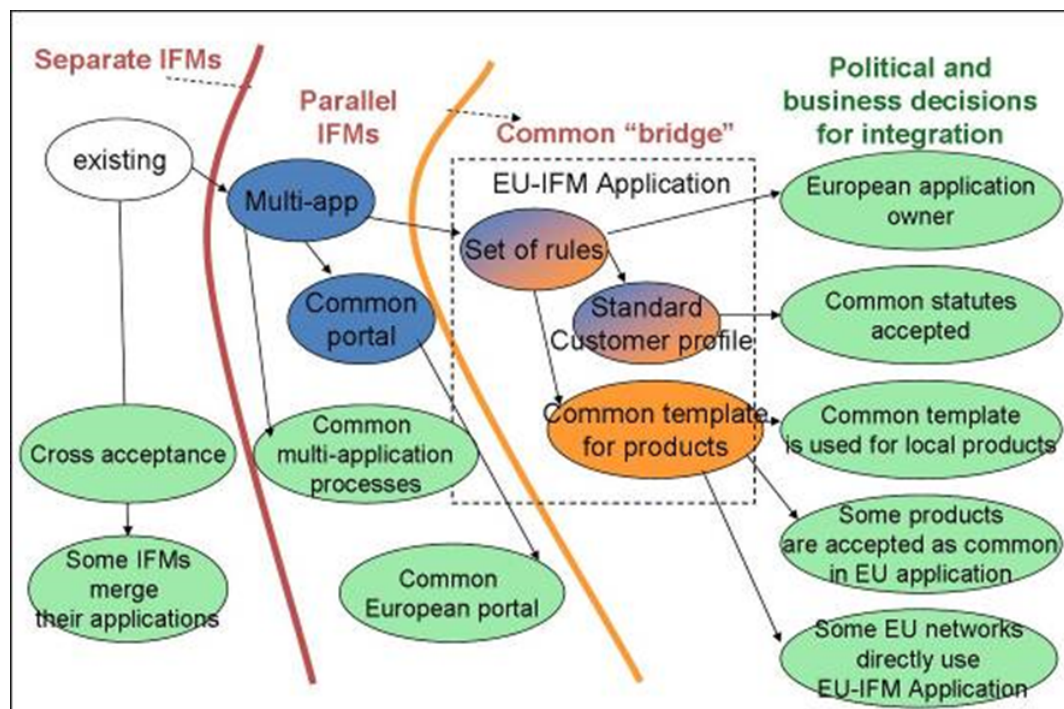 Separate IFMs
Parallel
IFMs
Common "bridge"
Political and
business decisions
for integration
existing
Multi-app
Common
portal
EU-IFM Application
Set of rules
Standard
Customer profile
Common template
for products
European application
owner
Common statutes
accepted
Common template
is used for local products
Some products
are accepted as common
in EU application
Some EU networks
directly use
EU-IFM Application
Cross acceptance
Common
multi-application
processes
Some IFMs
merge
their applications
Common
European portal